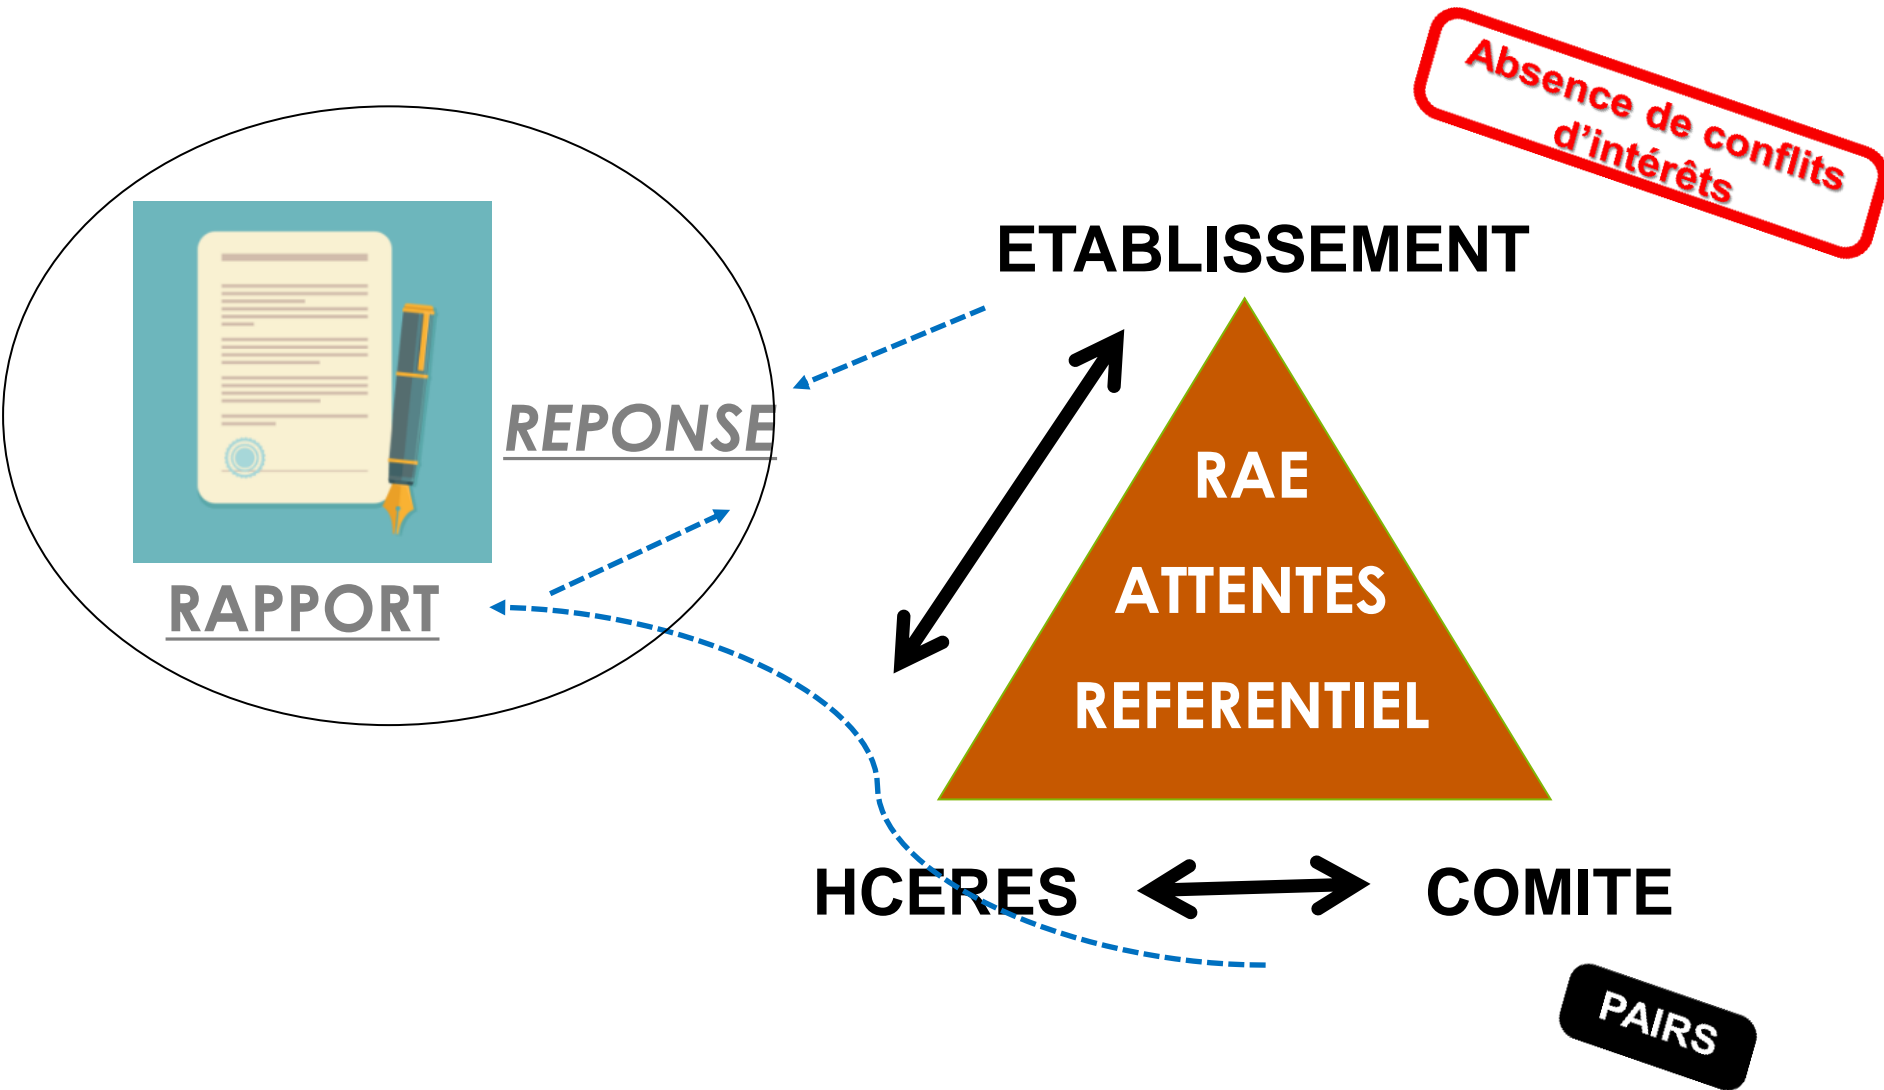 Absence de conflits
d'intérêts
ETABLISSEMENT
REPONSE
RAPPORT
RAE
ATTENTES
REFERENTIEL
HCERES
COMITE
PAIRS